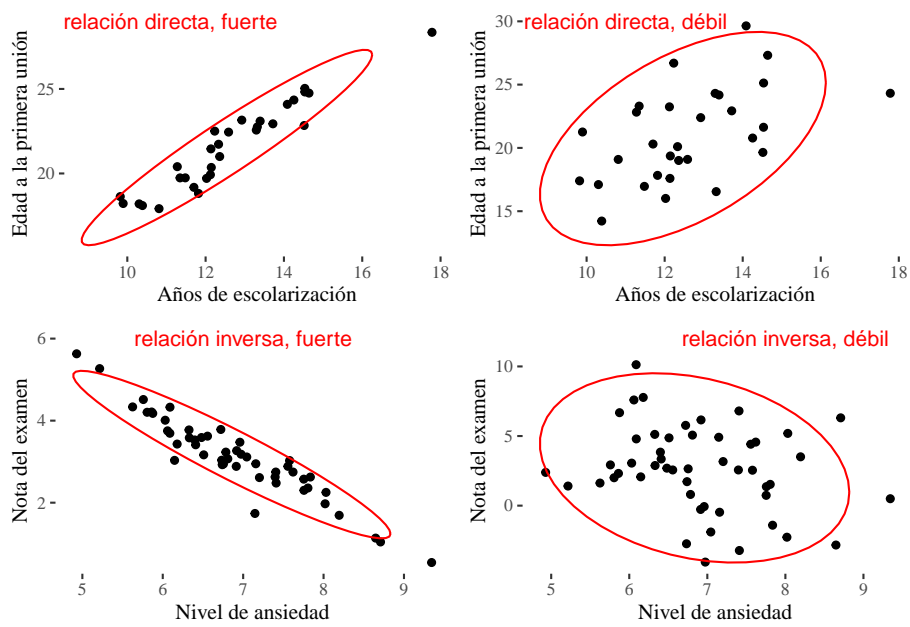 relación directa, fuerte
Edad a la primera unión
25
20
10
12
14
16
18
Años de escolarización
relación directa, débil
Edad a la primera unión
30
25
20
15
10
12
14
16
18
Años de escolarización
relación inversa, fuerte
Nota del examen
6
4
2
5
6
7
8
9
Nivel de ansiedad
relación inversa, débil
Nota del examen
10
5
0
5
6
7
8
9
Nivel de ansiedad